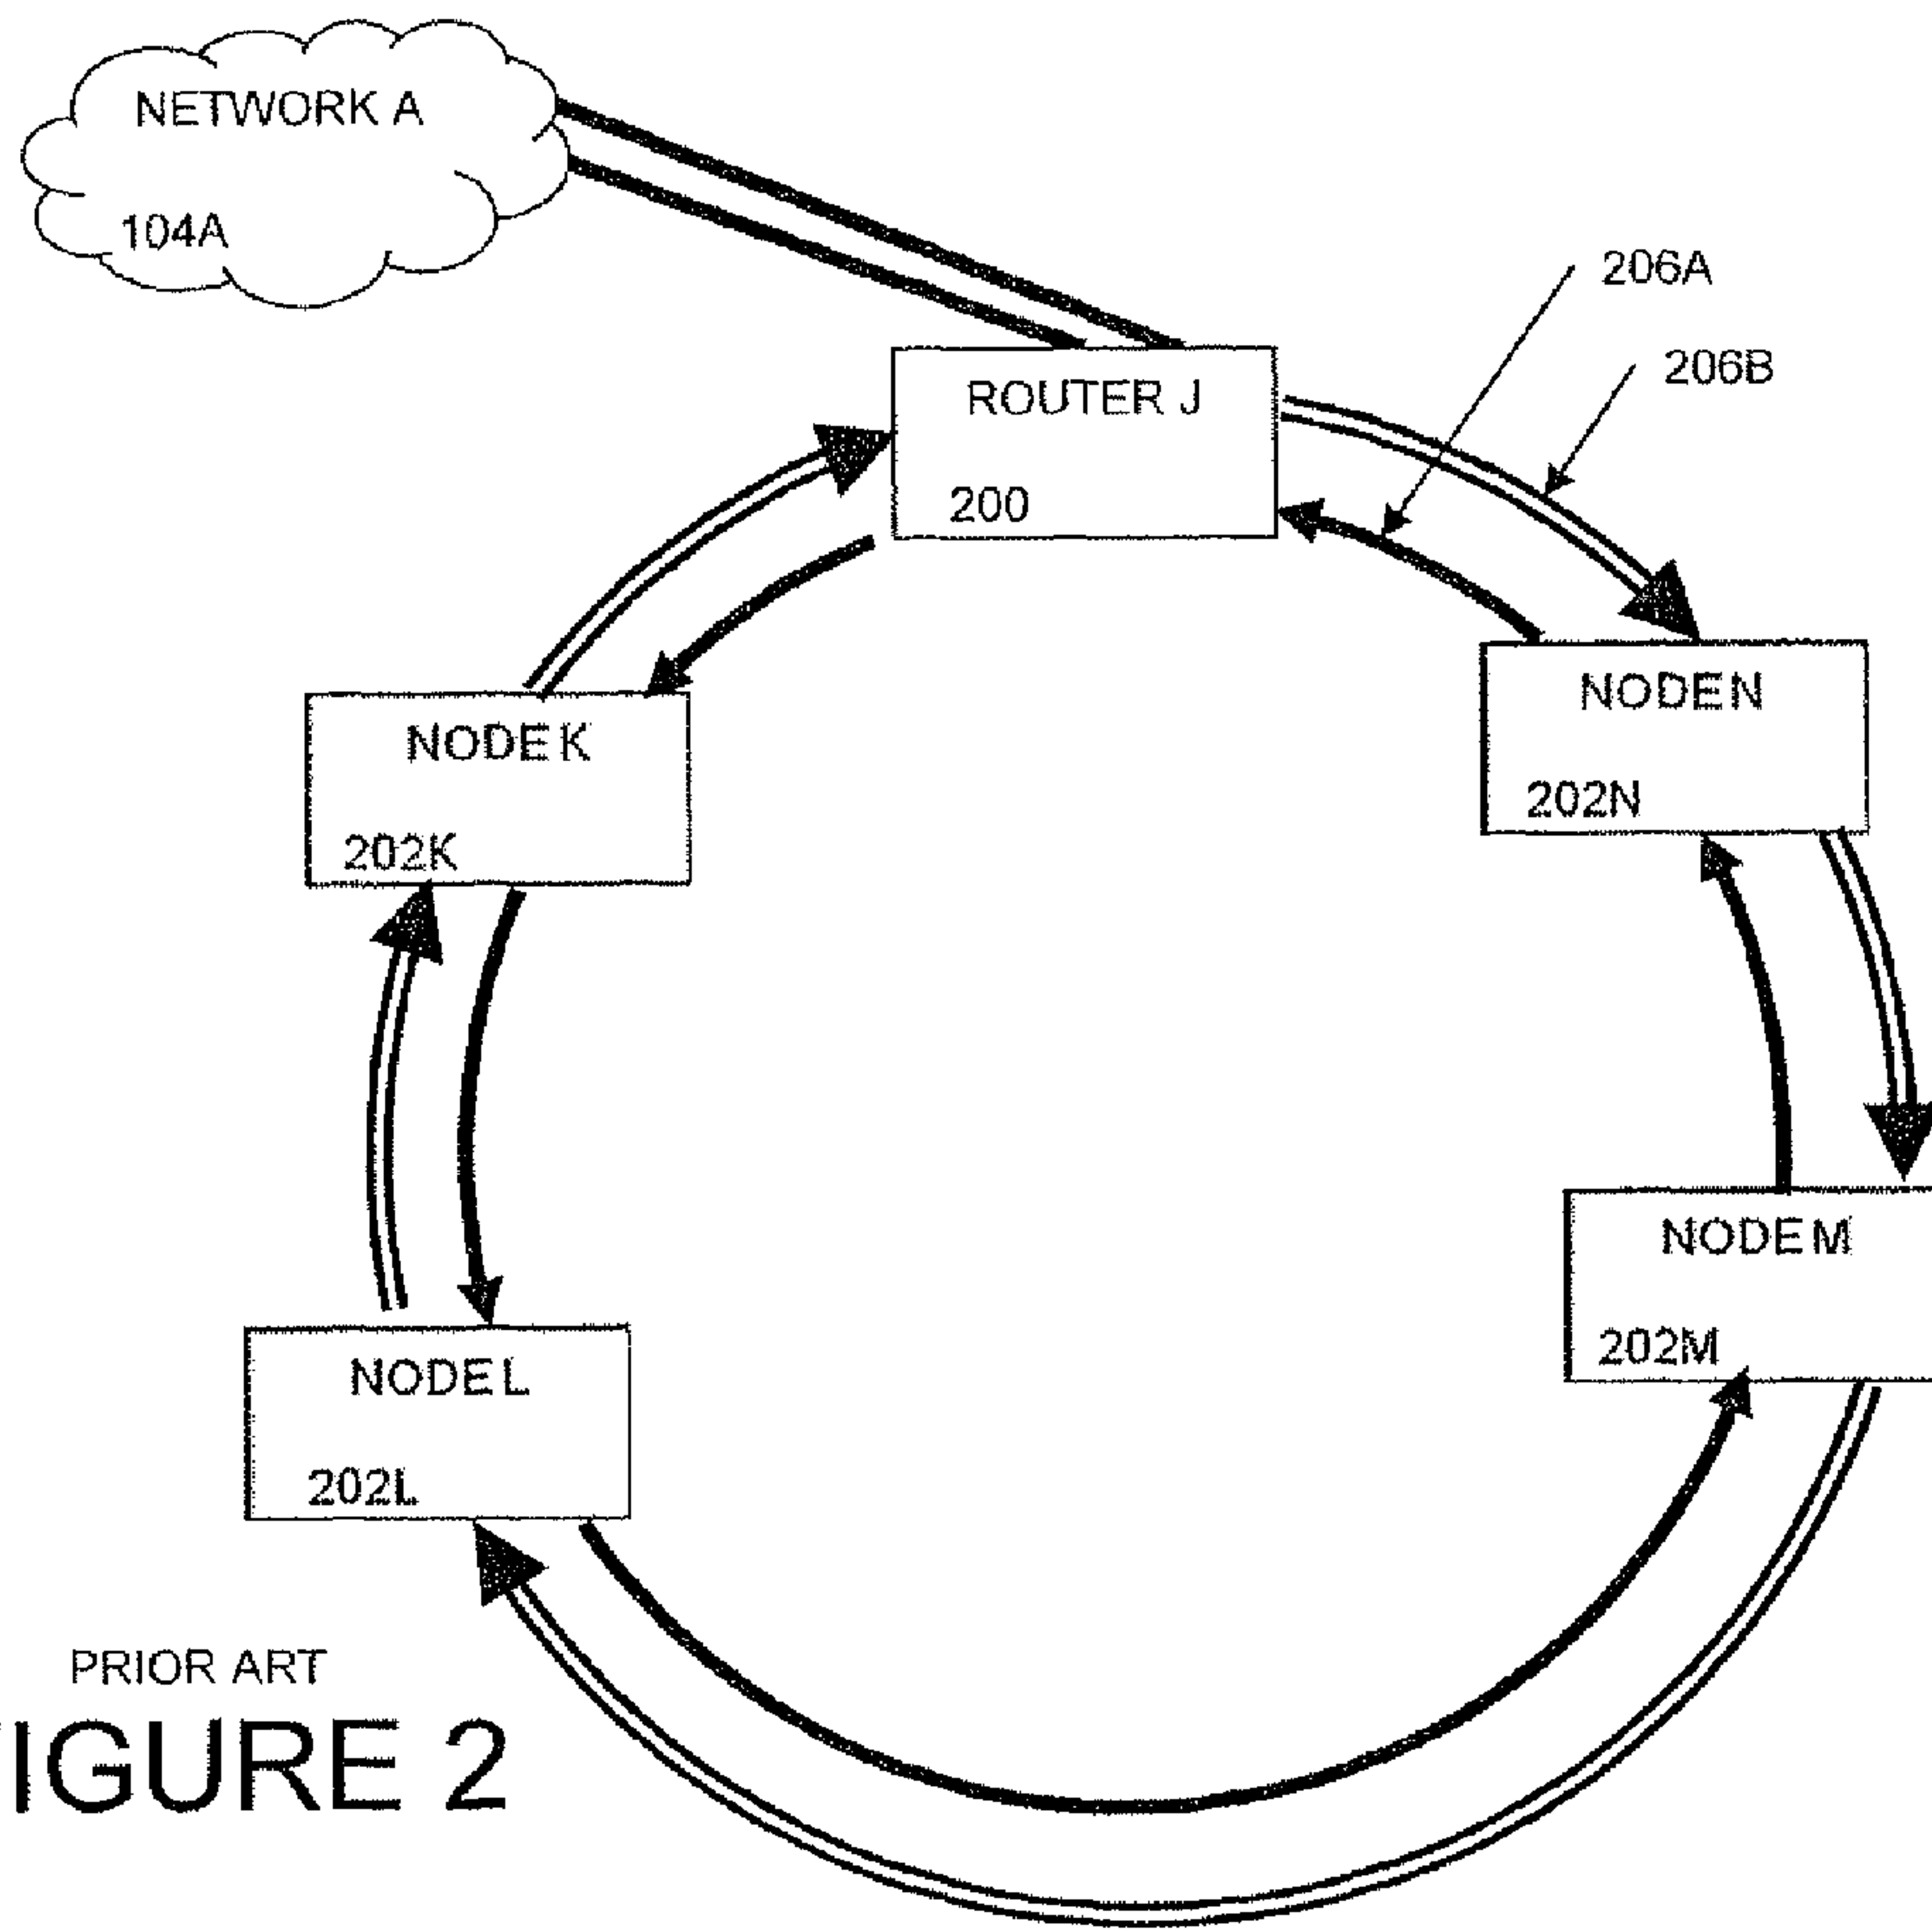 NETWORK A
104A
206A
206B
ROUTER J
200
NODE N
202N
NODE K
202K
NODE M
202M
NODE L
202L
PRIOR ART
IGURE 2